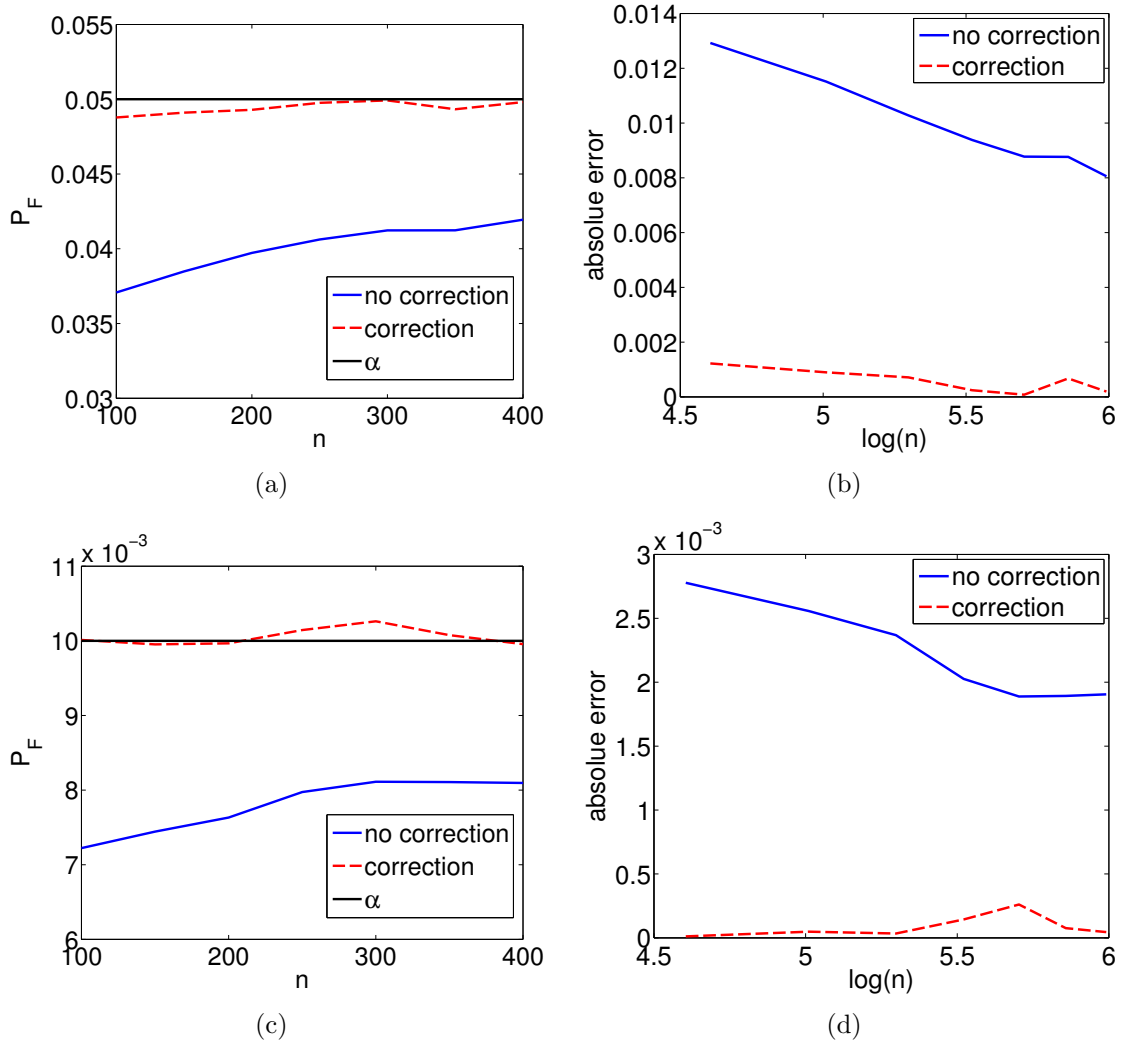 0.055
0.05
0.045
0.04
0.035
0.03
P_F
100 200 300 400
n
no correction
correction
α
(a)
0.014
0.012
0.01
0.008
0.006
0.004
0.002
0
absolue error
4.5 5 5.5 6
log(n)
no correction
correction
(b)
x 10^-3
11
10
9
8
7
6
P_F
100 200 300 400
n
no correction
correction
α
(c)
x 10^-3
3
2.5
2
1.5
1
0.5
0
absolue error
4.5 5 5.5 6
log(n)
no correction
correction
(d)